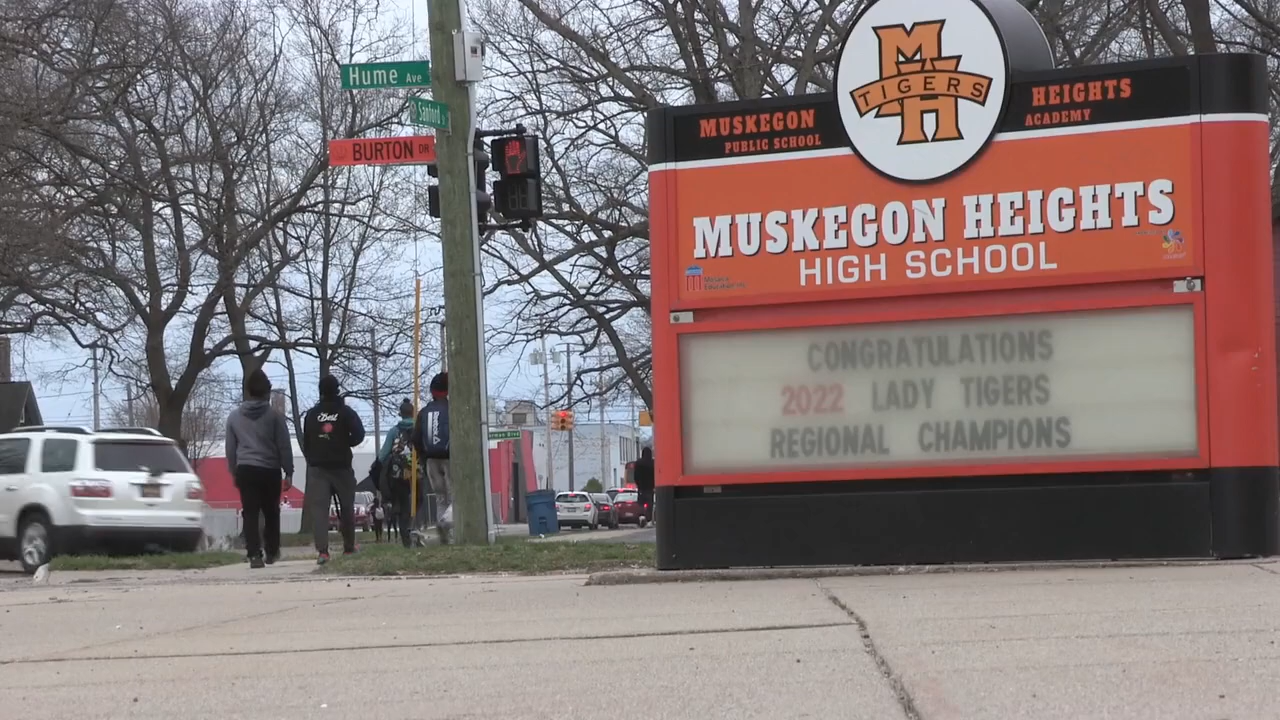 Hume Ave
Sanford
BURTON DR
MH
TIGERS
MUSKEGON
PUBLIC SCHOOL
HEIGHTS
ACADEMY
MUSKEGON HEIGHTS
HIGH SCHOOL
CONGRATULATIONS
2022 LADY TIGERS
REGIONAL CHAMPIONS
Best